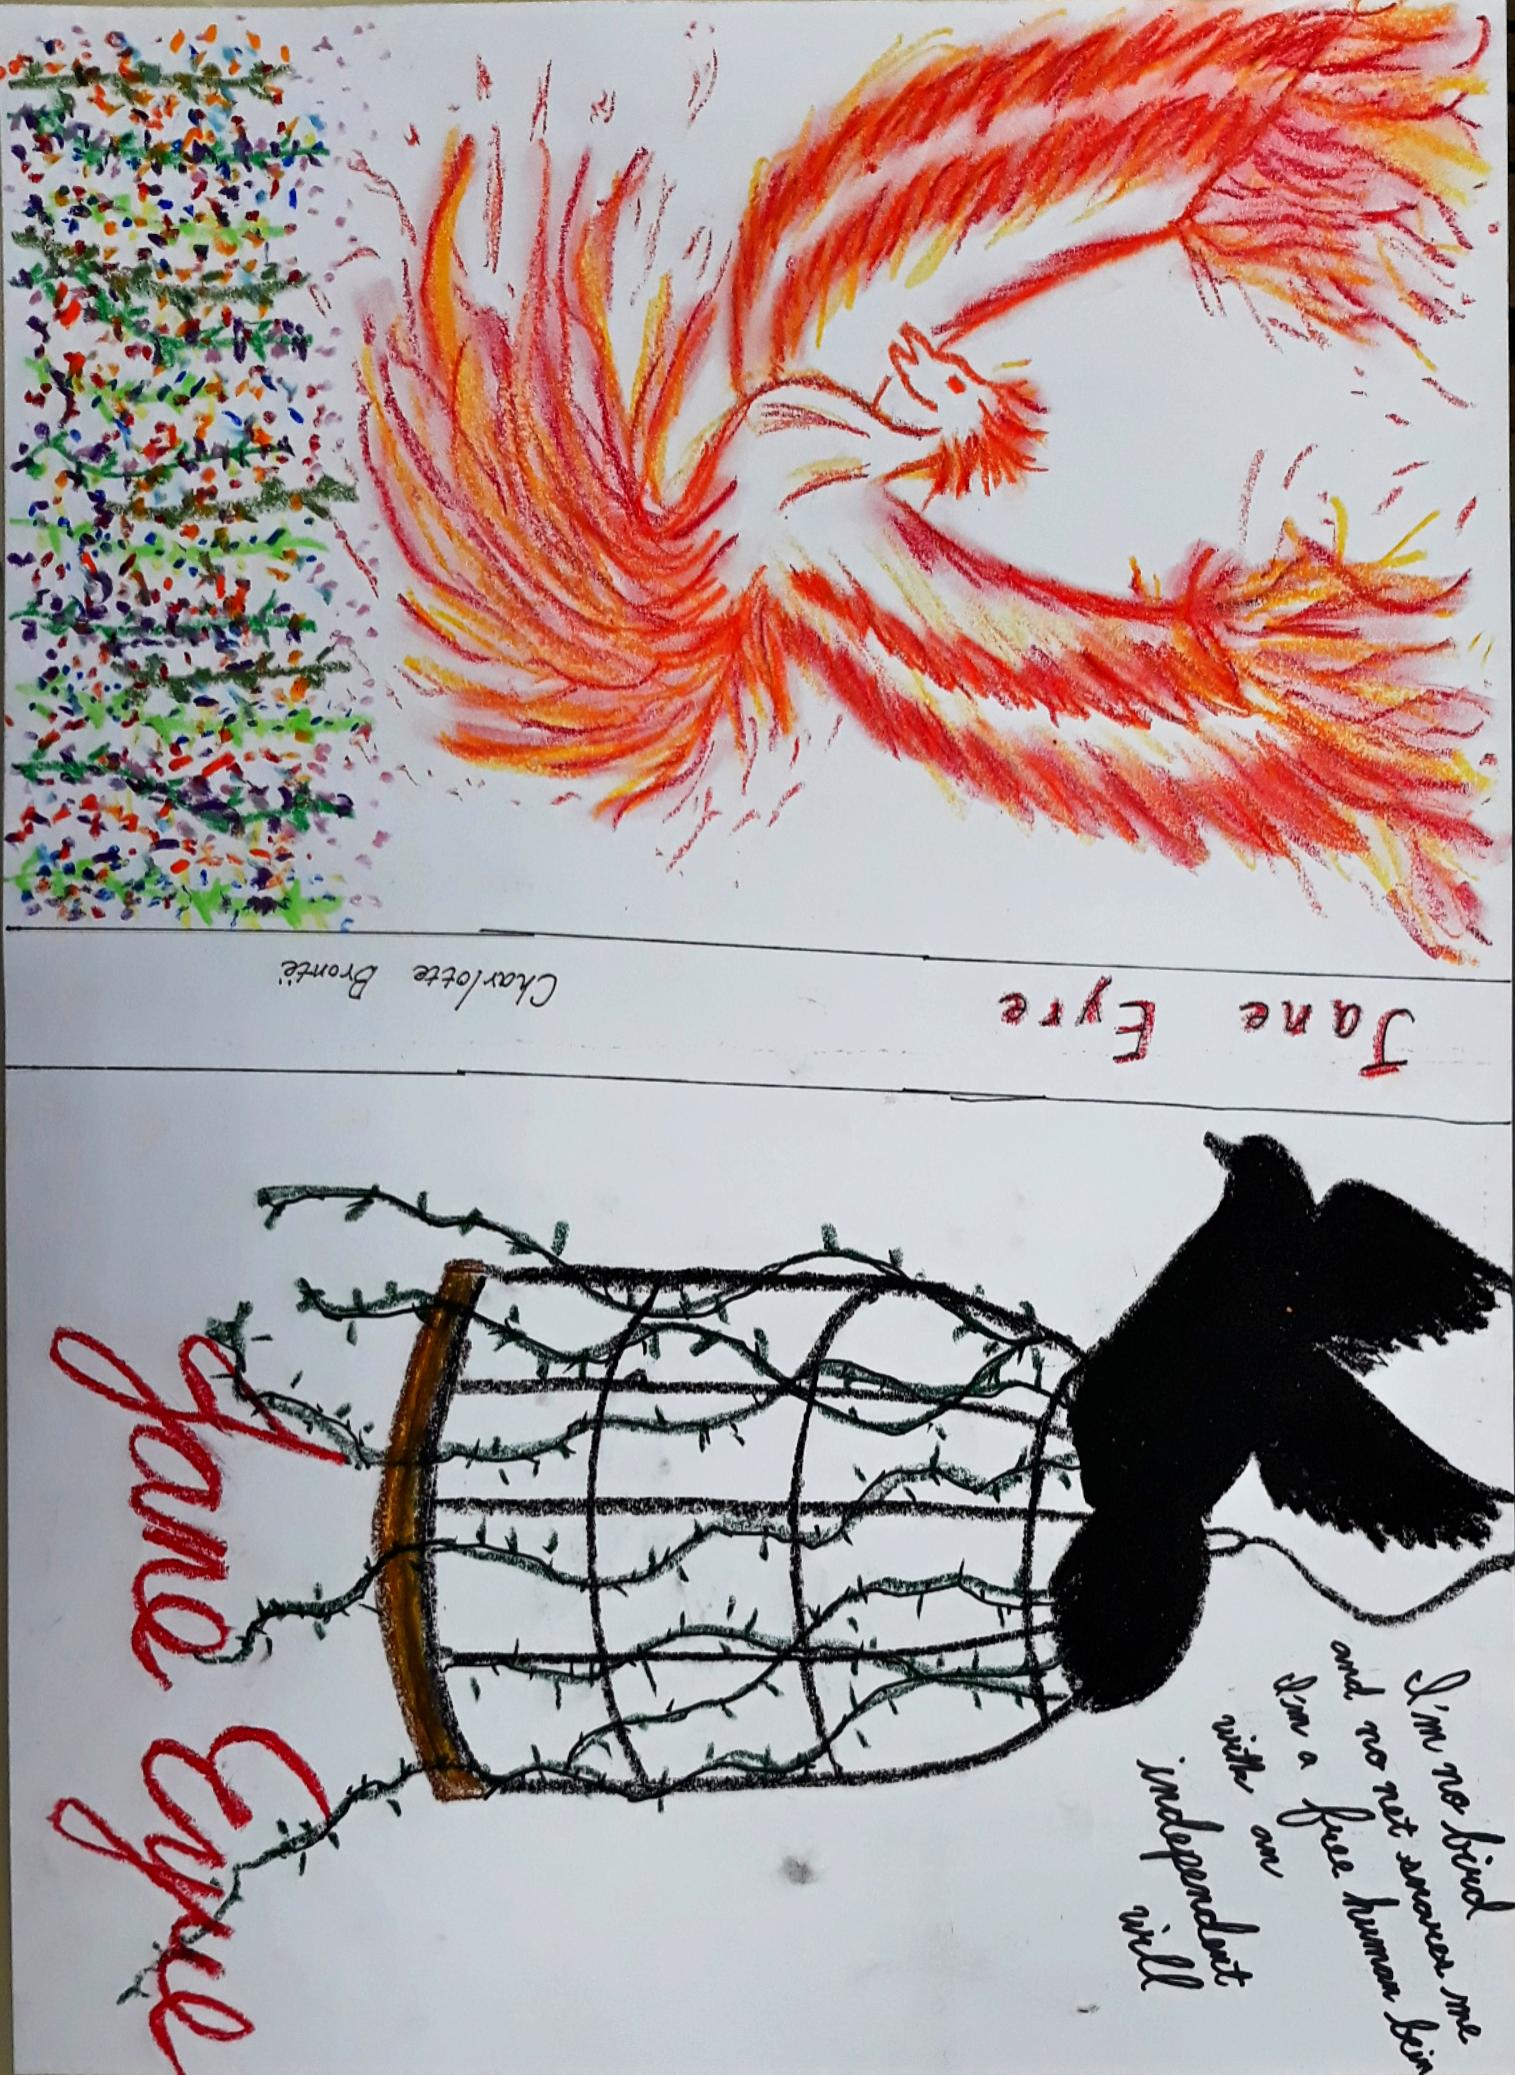 Jane Eyre
Charlotte Brontë
I'm no bird
and no net snares me
I'm a free human bein
with an
independent
will
Jane Eyre